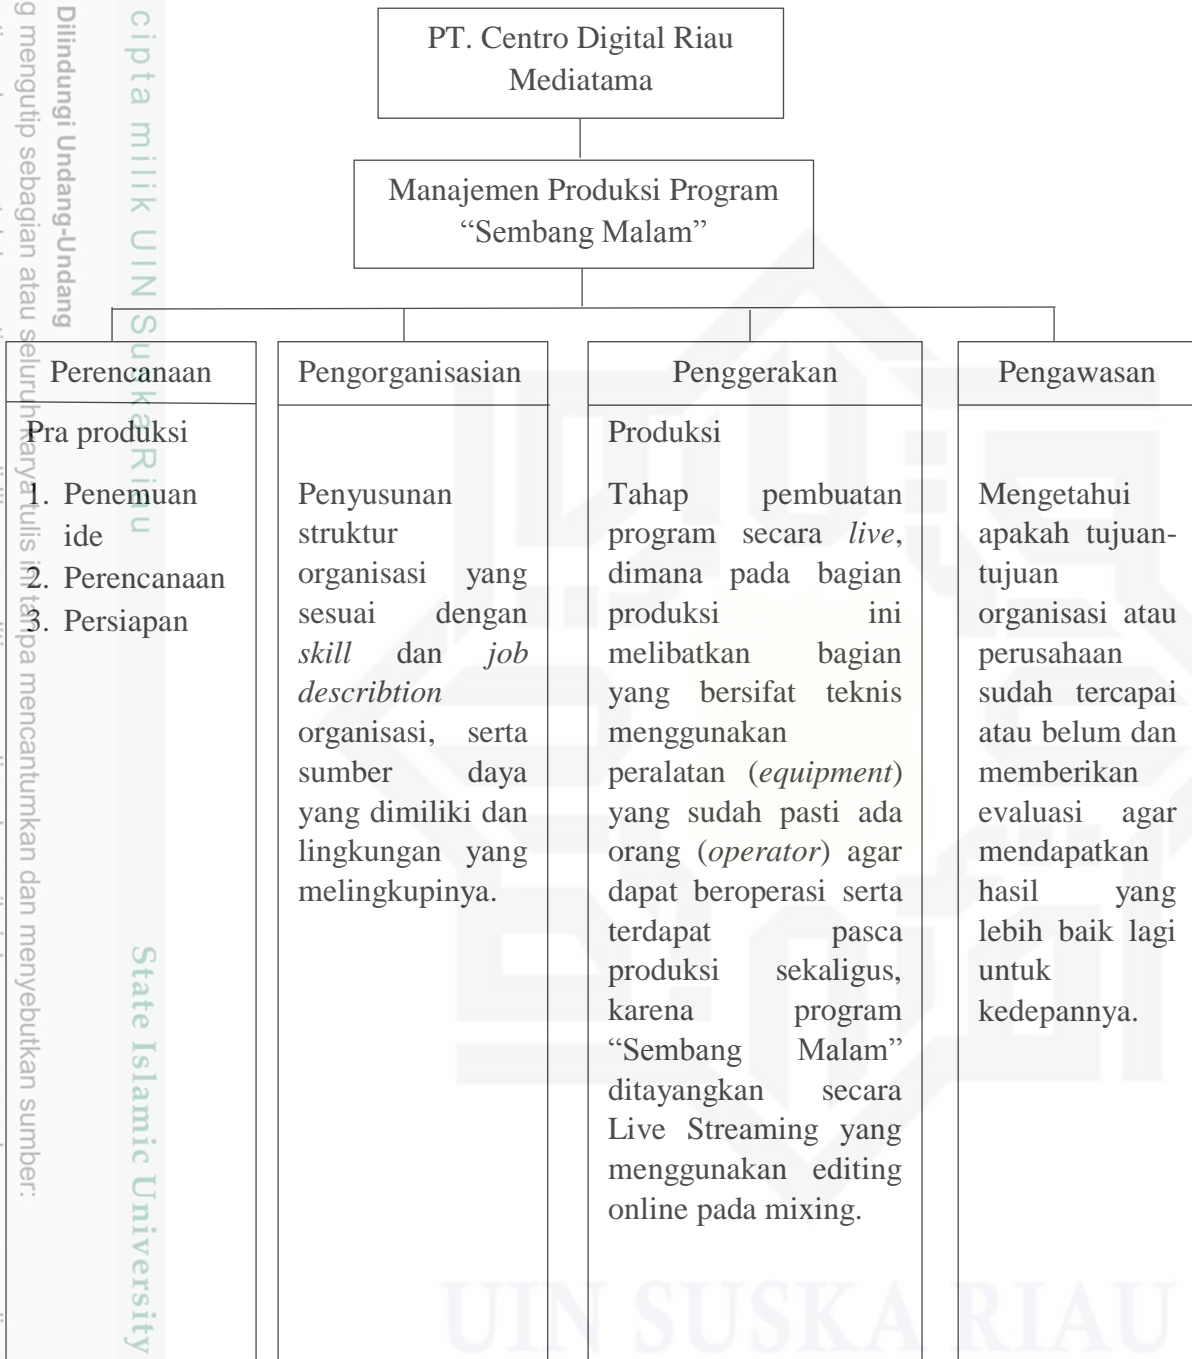 PT. Centro Digital Riau
Mediatama
Manajemen Produksi Program
“Sembang Malam”
Perencanaan
Pra produksi
1. Penemuan
ide
2. Perencanaan
3. Persiapan
Pengorganisasian
Penyusunan
struktur
organisasi yang
sesuai dengan
skill dan job
describtion
organisasi, serta
sumber daya
yang dimiliki dan
lingkungan yang
melingkupinya.
Penggerakan
Produksi
Tahap pembuatan
program secara live,
dimana pada bagian
produksi ini
melibatkan bagian
yang bersifat teknis
menggunakan
peralatan (equipment)
yang sudah pasti ada
orang (operator) agar
dapat beroperasi serta
terdapat pasca
produksi sekaligus,
karena program
“Sembang Malam”
ditayangkan secara
Live Streaming yang
menggunakan editing
online pada mixing.
Pengawasan
Mengetahui
apakah tujuan-
tujuan
organisasi atau
perusahaan
sudah tercapai
atau belum dan
memberikan
evaluasi agar
mendapatkan
hasil yang
lebih baik lagi
untuk
kedepannya.
cipta milik UIN Suska Riau
State Islamic University
Dilindungi Undang-Undang
mengutip sebagian atau seluruh karya tulis ini tanpa mencantumkan dan menyebutkan sumber:
UIN SUSKA RIAU